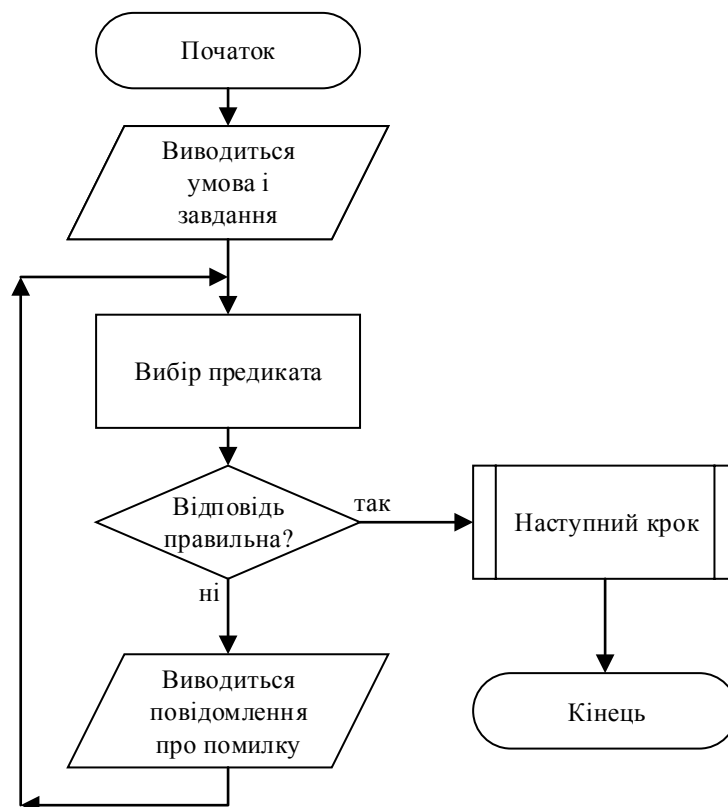 Початок
Виводиться
умова і
завдання
Вибір предиката
Відповідь
правильна?
так
Наступний крок
ні
Виводиться
повідомлення
про помилку
Кінець